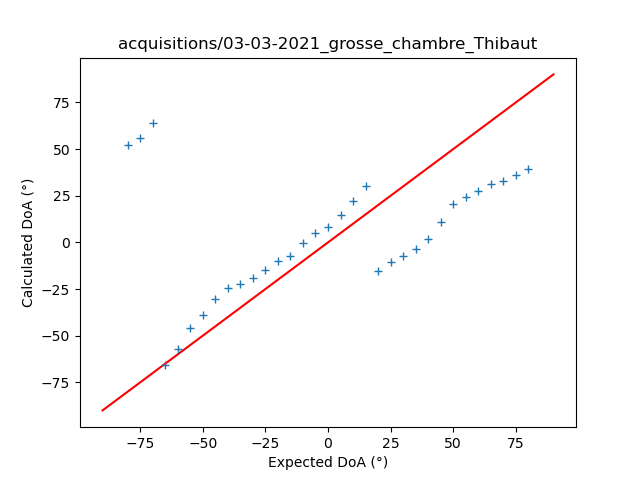 acquisitions/03-03-2021_grosse_chambre_Thibaut
75
50
25
0
−25
−50
−75
Calculated DoA (°)
−75 −50 −25 0 25 50 75
Expected DoA (°)